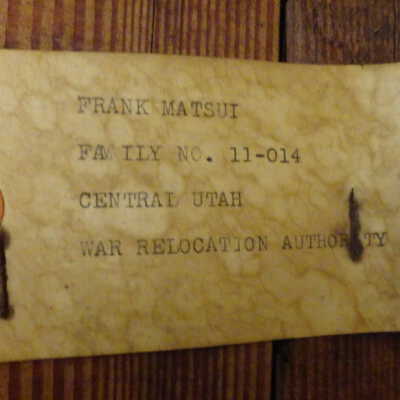 FRANK MATSUI
FAMILY NO. 11-014
CENTRAL UTAH
WAR RELOCATION AUTHORITY